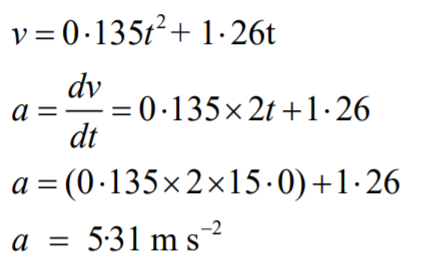 v = 0·135t² + 1·26t
a = dv/dt = 0·135 × 2t + 1·26
a = (0·135 × 2 × 15·0) + 1·26
a = 5·31 m s⁻²